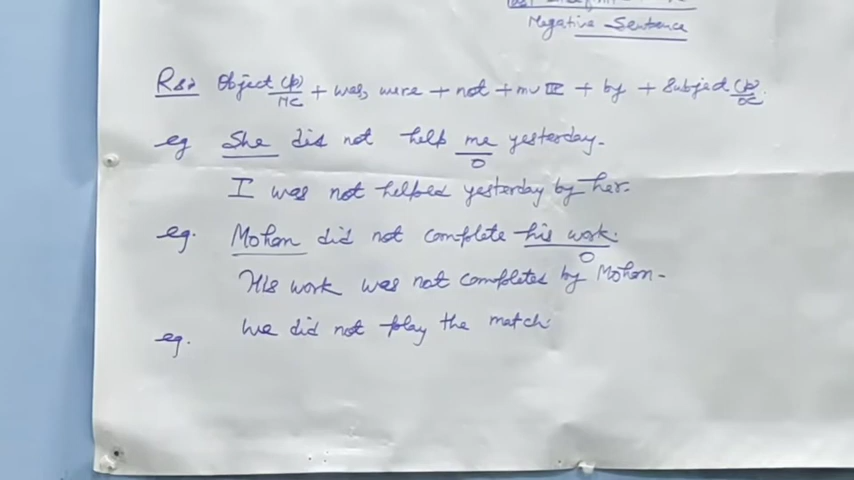 Negative Sentence
Rs: Object (p)/NC + was, were + not + mv III + by + Subject (p)/OC.
eg She did not help me yesterday.
O
I was not helped yesterday by her.
eg. Mohan did not complete his work.
O
His work was not completed by Mohan.
eg. We did not play the match.